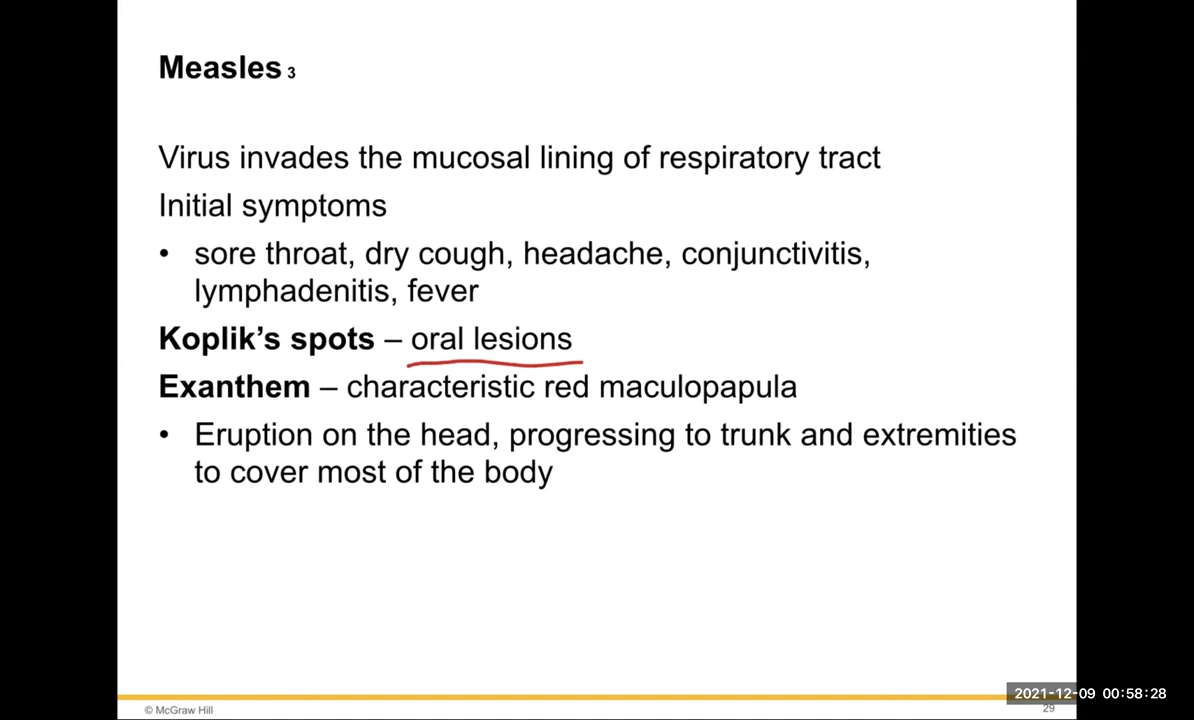 Measles 3
Virus invades the mucosal lining of respiratory tract
Initial symptoms
• sore throat, dry cough, headache, conjunctivitis,
lymphadenitis, fever
Koplik’s spots – oral lesions
Exanthem – characteristic red maculopapula
• Eruption on the head, progressing to trunk and extremities
to cover most of the body
2021-12-09 00:58:28
© McGraw Hill
29